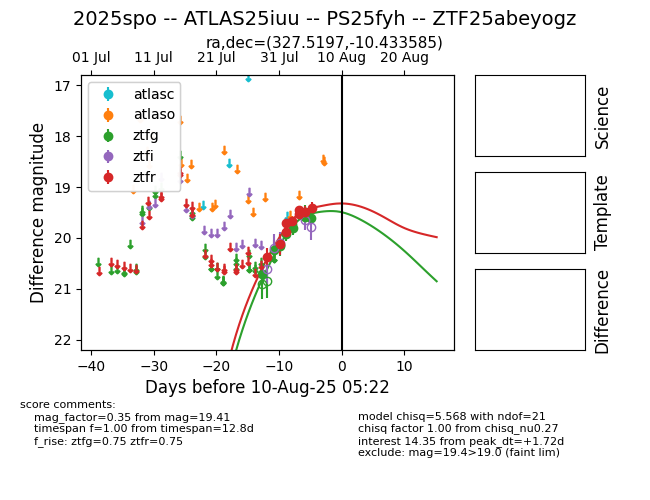 2025spo -- ATLAS25iuu -- PS25fyh -- ZTF25abeyogz
ra,dec=(327.5197,-10.433585)
01 Jul 11 Jul 21 Jul 31 Jul 10 Aug 20 Aug
17
18
19
20
21
22
Difference magnitude
atlasc
atlaso
ztfg
ztfi
ztfr
−40 −30 −20 −10 0 10
Days before 10-Aug-25 05:22
Science
Template
Difference
score comments:
mag_factor=0.35 from mag=19.41
timespan f=1.00 from timespan=12.8d
f_rise: ztfg=0.75 ztfr=0.75
model chisq=5.568 with ndof=21
chisq factor 1.00 from chisq_nu0.27
interest 14.35 from peak_dt=+1.72d
exclude: mag=19.4>19.0 (faint lim)